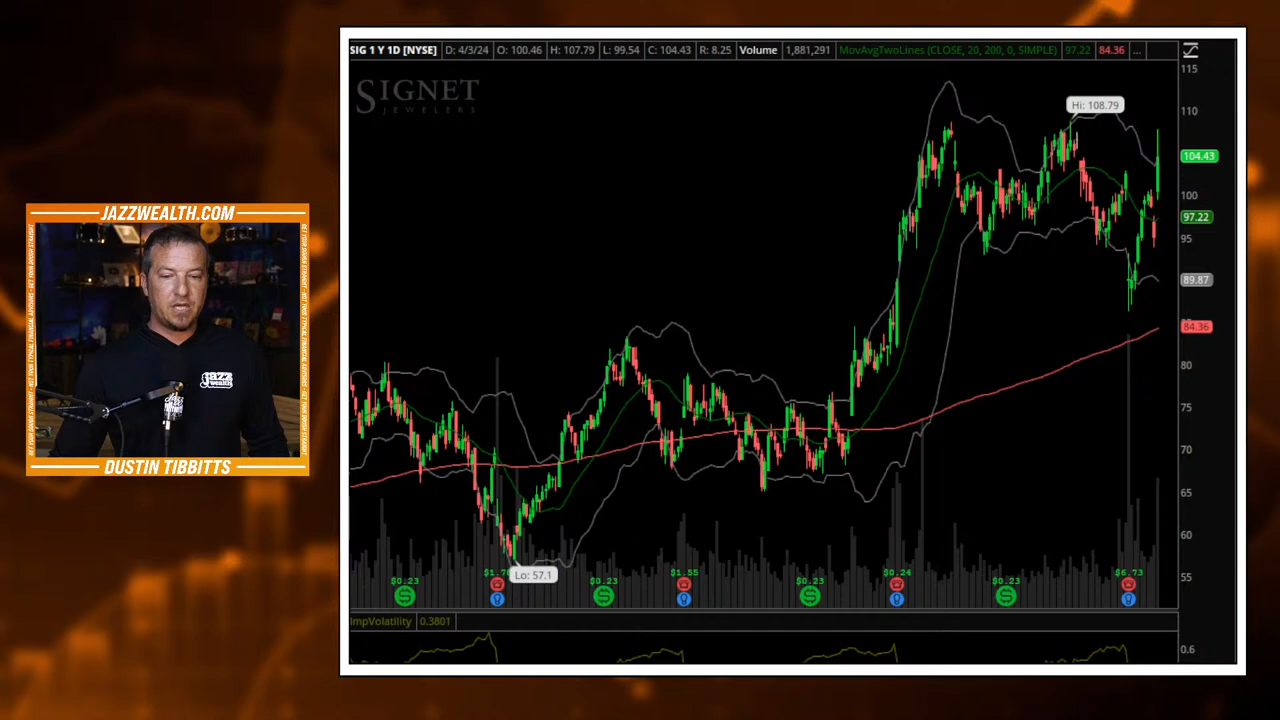 SIG 1 Y 1D [NYSE] D: 4/3/24 O: 100.46 H: 107.79 L: 99.54 C: 104.43 R: 8.25 Volume 1,881,291 MovAvgTwoLines (CLOSE, 20, 200, 0, SIMPLE) 97.22 84.36 ...
SIGNET
JEWELERS
Hi: 108.79
Lo: 57.1
115
110
104.43
100
97.22
95
89.87
84.36
80
75
70
65
60
55
$0.23 $0.23 $1.55 $0.23 $0.24 $0.23 $6.73
ImpVolatility 0.3801
0.6
JAZZWEALTH.COM
jazz
wealth
DUSTIN TIBBITTS